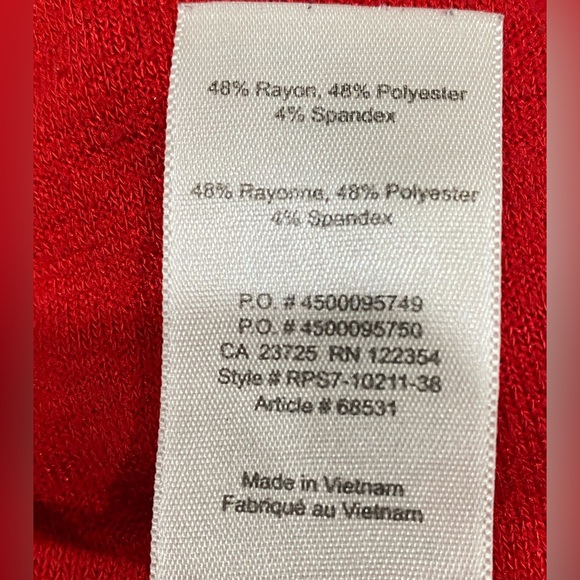 48% Rayon, 48% Polyester
4% Spandex
48% Rayonne, 48% Polyester
4% Spandex
P.O. # 4500095749
P.O. # 4500095750
CA 23725 RN 122354
Style # RPS7-10211-38
Article # 68531
Made in Vietnam
Fabriqué au Vietnam